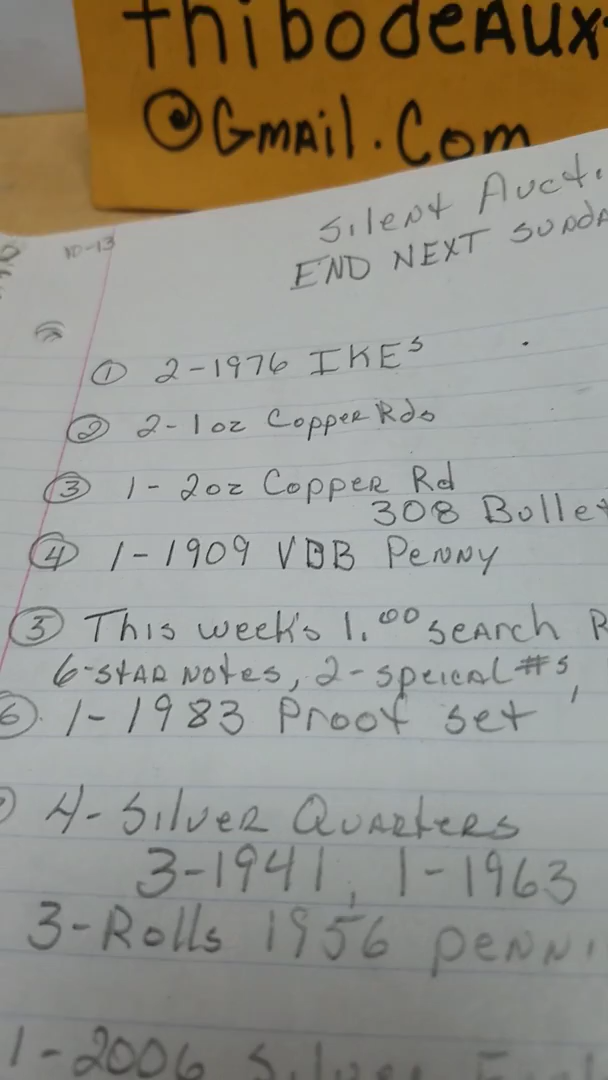 thibodeaux
@Gmail.com
Silent Auct
10-13
END NEXT SUNDA
① 2-1976 IKEs
② 2-1oz Copper Rds
③ 1-2oz Copper Rd
308 Bullet
④ 1-1909 VDB Penny
⑤ This week's 1.00 search R
6-STAR NOTES, 2-speical #s,
⑥ 1-1983 Proof set
4-Silver Quarters
3-1941, 1-1963
3-Rolls 1956 penni
1-2006 Silver